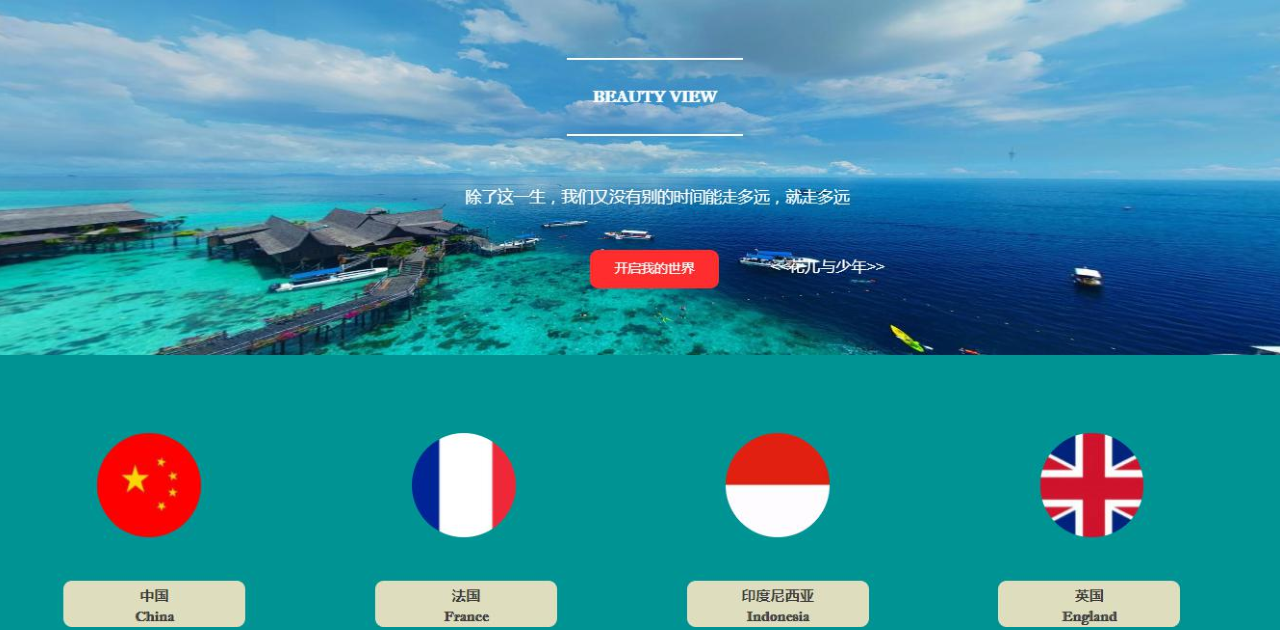 BEAUTY VIEW
除了这一生，我们又没有别的时间能走多远，就走多远
开启我的世界
<<花儿与少年>>
中国
China
法国
France
印度尼西亚
Indonesia
英国
England